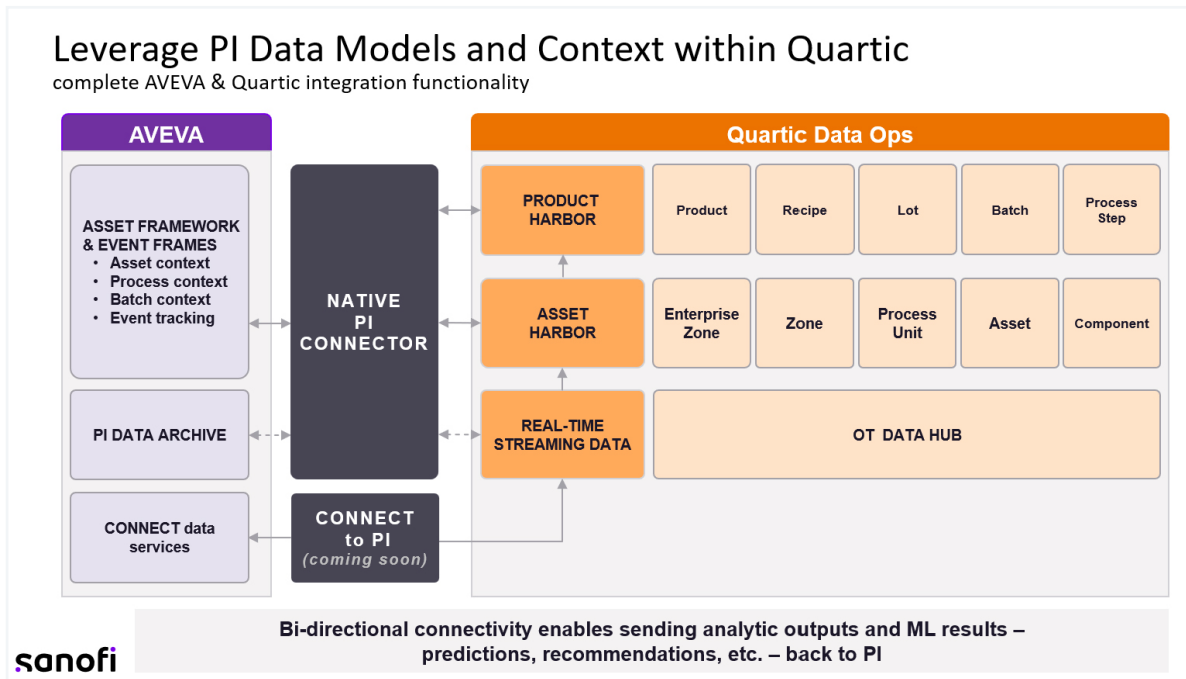 Leverage PI Data Models and Context within Quartic
complete AVEVA & Quartic integration functionality
AVEVA
ASSET FRAMEWORK
& EVENT FRAMES
• Asset context
• Process context
• Batch context
• Event tracking
PI DATA ARCHIVE
CONNECT data
services
NATIVE
PI
CONNECTOR
CONNECT
to PI
(coming soon)
Quartic Data Ops
PRODUCT
HARBOR
Product
Recipe
Lot
Batch
Process
Step
ASSET
HARBOR
Enterprise
Zone
Zone
Process
Unit
Asset
Component
REAL-TIME
STREAMING DATA
OT DATA HUB
Bi-directional connectivity enables sending analytic outputs and ML results –
predictions, recommendations, etc. – back to PI
sanofi